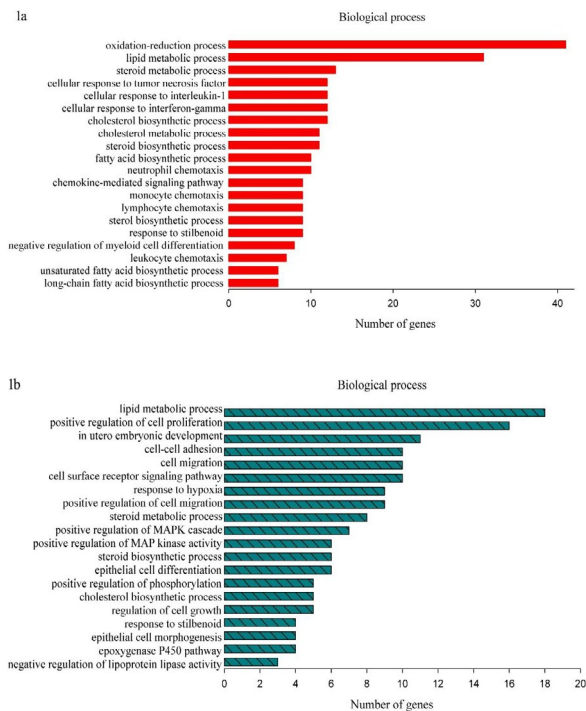 1a
Biological process
oxidation-reduction process
lipid metabolic process
steroid metabolic process
cellular response to tumor necrosis factor
cellular response to interleukin-1
cellular response to interferon-gamma
cholesterol biosynthetic process
cholesterol metabolic process
steroid biosynthetic process
fatty acid biosynthetic process
neutrophil chemotaxis
chemokine-mediated signaling pathway
monocyte chemotaxis
lymphocyte chemotaxis
sterol biosynthetic process
response to stilbenoid
negative regulation of myeloid cell differentiation
leukocyte chemotaxis
unsaturated fatty acid biosynthetic process
long-chain fatty acid biosynthetic process
0 10 20 30 40
Number of genes
1b
Biological process
lipid metabolic process
positive regulation of cell proliferation
in utero embryonic development
cell-cell adhesion
cell migration
cell surface receptor signaling pathway
response to hypoxia
positive regulation of cell migration
steroid metabolic process
positive regulation of MAPK cascade
positive regulation of MAP kinase activity
steroid biosynthetic process
epithelial cell differentiation
positive regulation of phosphorylation
cholesterol biosynthetic process
regulation of cell growth
response to stilbenoid
epithelial cell morphogenesis
epoxygenase P450 pathway
negative regulation of lipoprotein lipase activity
0 2 4 6 8 10 12 14 16 18 20
Number of genes